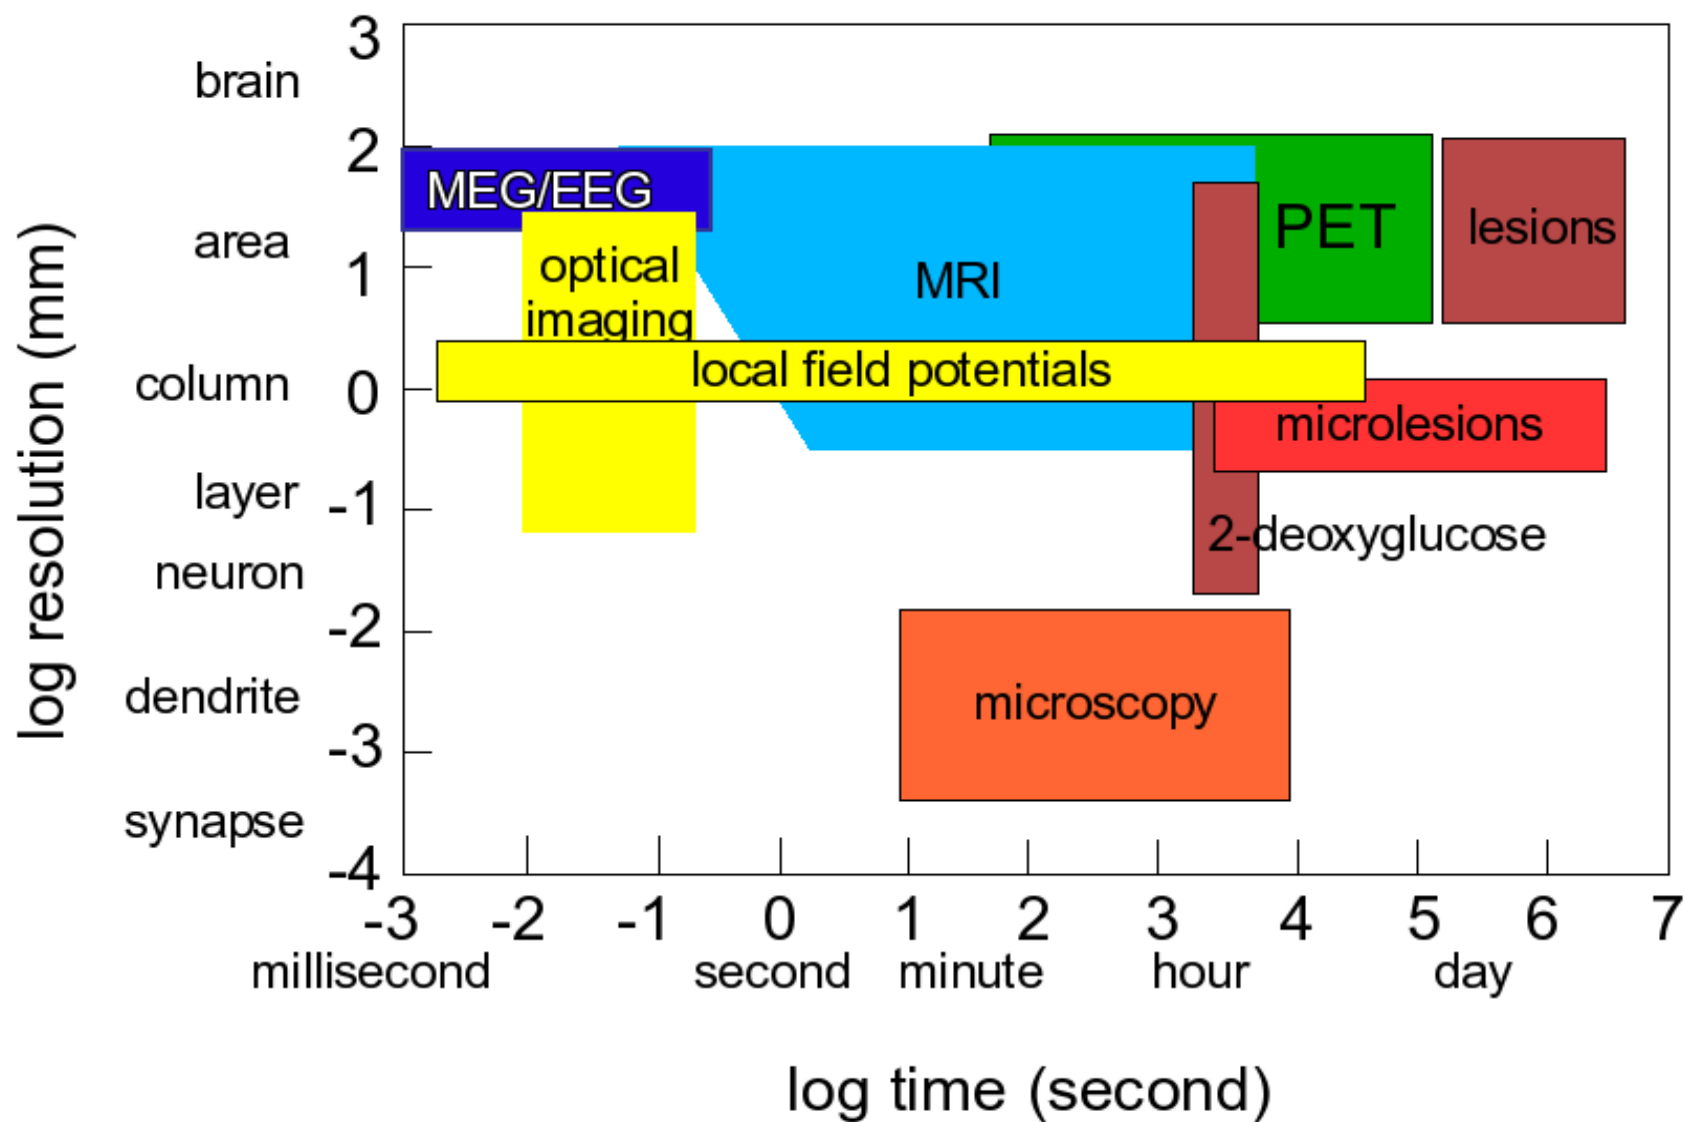 3
brain
2
MEG/EEG
area
PET
lesions
optical
imaging
1
MRI
local field potentials
column
0
microlesions
layer
-1
2-deoxyglucose
neuron
-2
dendrite
microscopy
-3
synapse
-4
log resolution (mm)
-3 -2 -1 0 1 2 3 4 5 6 7
millisecond second minute hour day
log time (second)